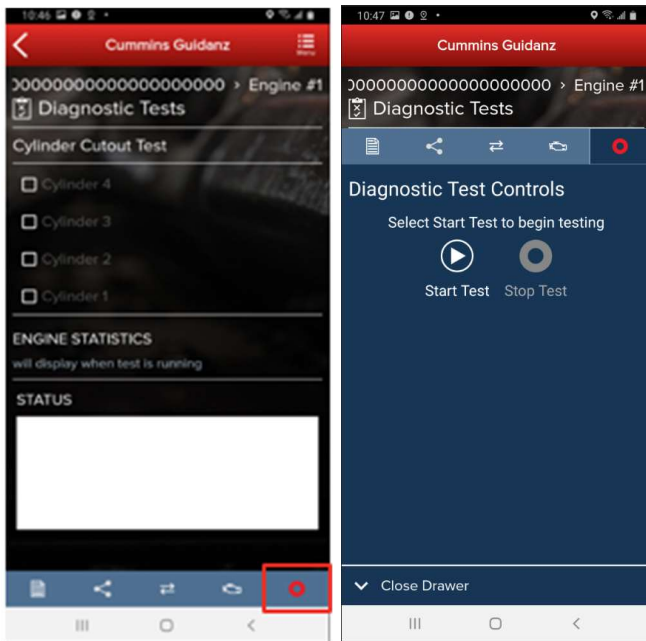 10:46
Cummins Guidanz
Menu
00000000000000000000 > Engine #1
Diagnostic Tests
Cylinder Cutout Test
Cylinder 4
Cylinder 3
Cylinder 2
Cylinder 1
ENGINE STATISTICS
will display when test is running
STATUS
10:47
Cummins Guidanz
00000000000000000000 > Engine #1
Diagnostic Tests
Diagnostic Test Controls
Select Start Test to begin testing
Start Test Stop Test
Close Drawer